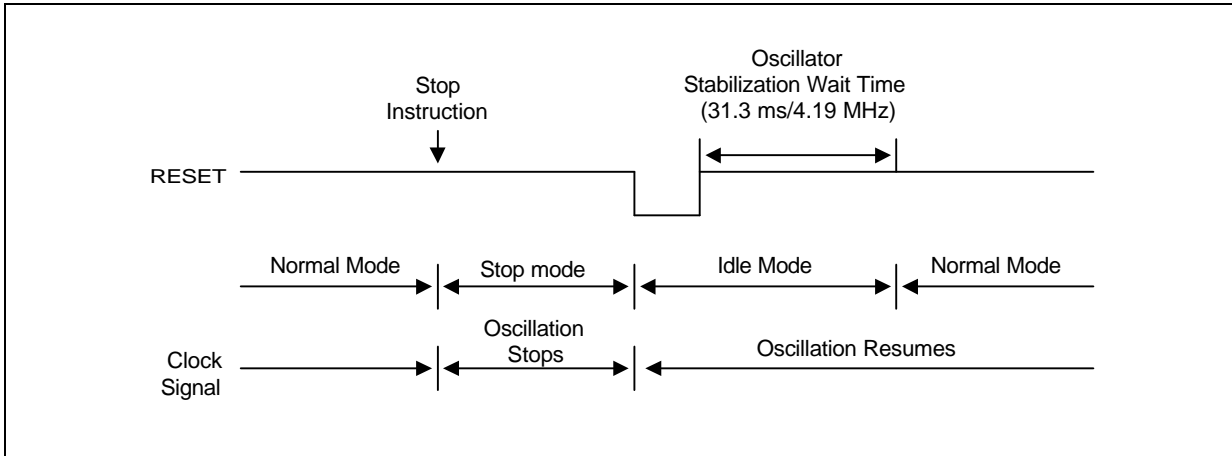 Oscillator
Stabilization Wait Time
(31.3 ms/4.19 MHz)
Stop
Instruction
RESET
Normal Mode
Stop mode
Idle Mode
Normal Mode
Oscillation
Stops
Oscillation Resumes
Clock
Signal